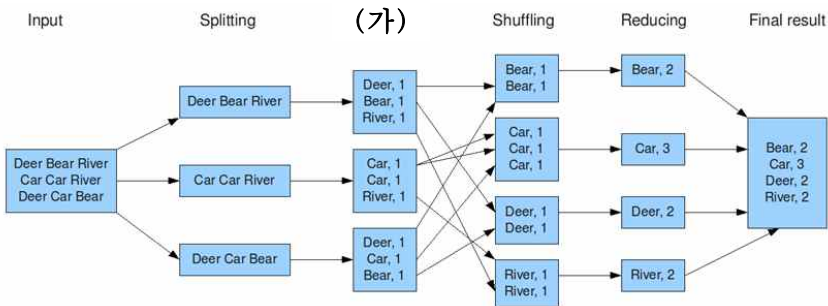 Input
Splitting
(가)
Shuffling
Reducing
Final result
Deer Bear River
Car Car River
Deer Car Bear
Deer Bear River
Car Car River
Deer Car Bear
Deer, 1
Bear, 1
River, 1
Car, 1
Car, 1
River, 1
Deer, 1
Car, 1
Bear, 1
Bear, 1
Bear, 1
Car, 1
Car, 1
Car, 1
Deer, 1
Deer, 1
River, 1
River, 1
Bear, 2
Car, 3
Deer, 2
River, 2
Bear, 2
Car, 3
Deer, 2
River, 2